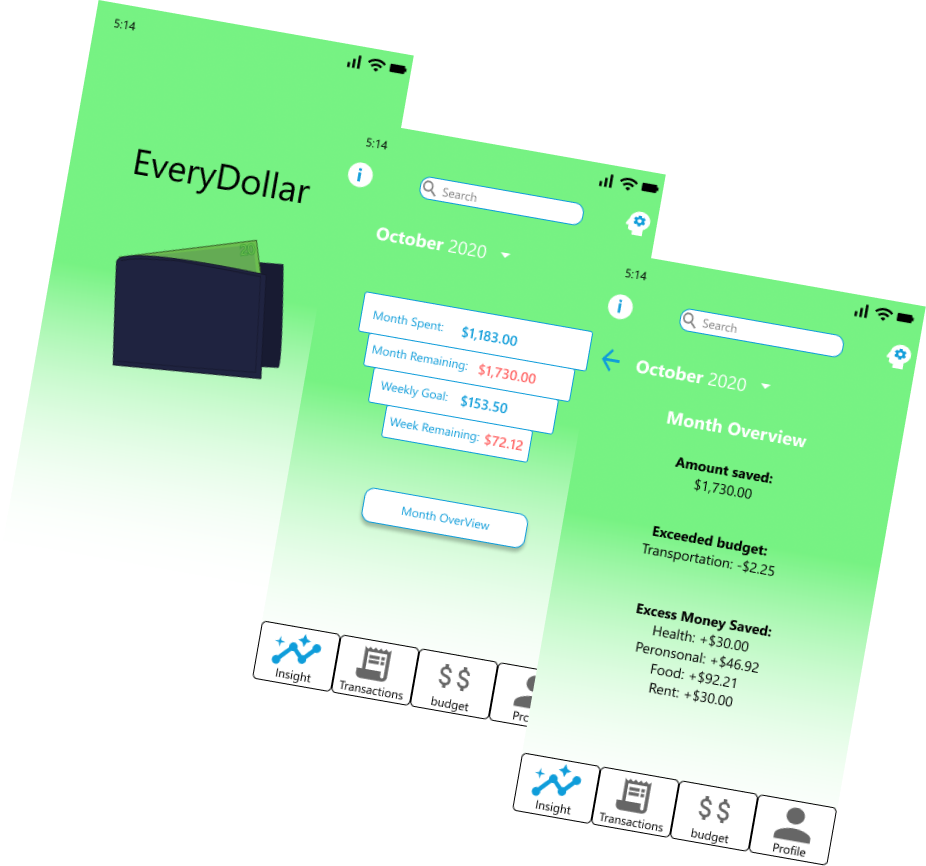 5:14
EveryDollar
5:14
Search
October 2020
Month Spent: $1,183.00
Month Remaining: $1,730.00
Weekly Goal: $153.50
Week Remaining: $72.12
Month OverView
Insight
Transactions
budget
5:14
Search
October 2020
Month Overview
Amount saved:
$1,730.00
Exceeded budget:
Transportation: -$2.25
Excess Money Saved:
Health: +$30.00
Peronsonal: +$46.92
Food: +$92.21
Rent: +$30.00
Insight
Transactions
budget
Profile